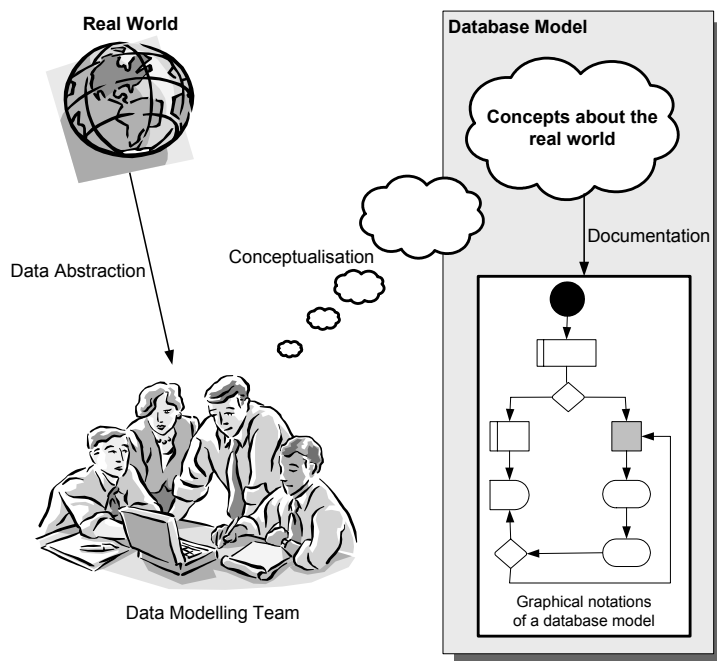 Real World
Database Model
Concepts about the
real world
Documentation
Conceptualisation
Data Abstraction
Graphical notations
of a database model
Data Modelling Team